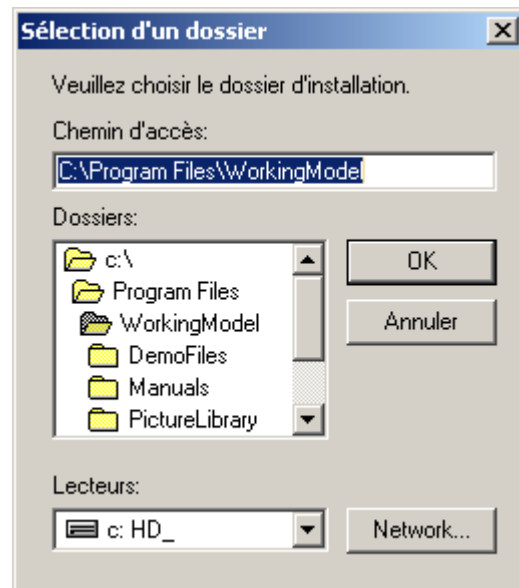 Sélection d'un dossier
Veuillez choisir le dossier d'installation.
Chemin d'accès:
C:\Program Files\WorkingModel
Dossiers:
c:\
Program Files
WorkingModel
DemoFiles
Manuals
PictureLibrary
OK
Annuler
Lecteurs:
c: HD_
Network...